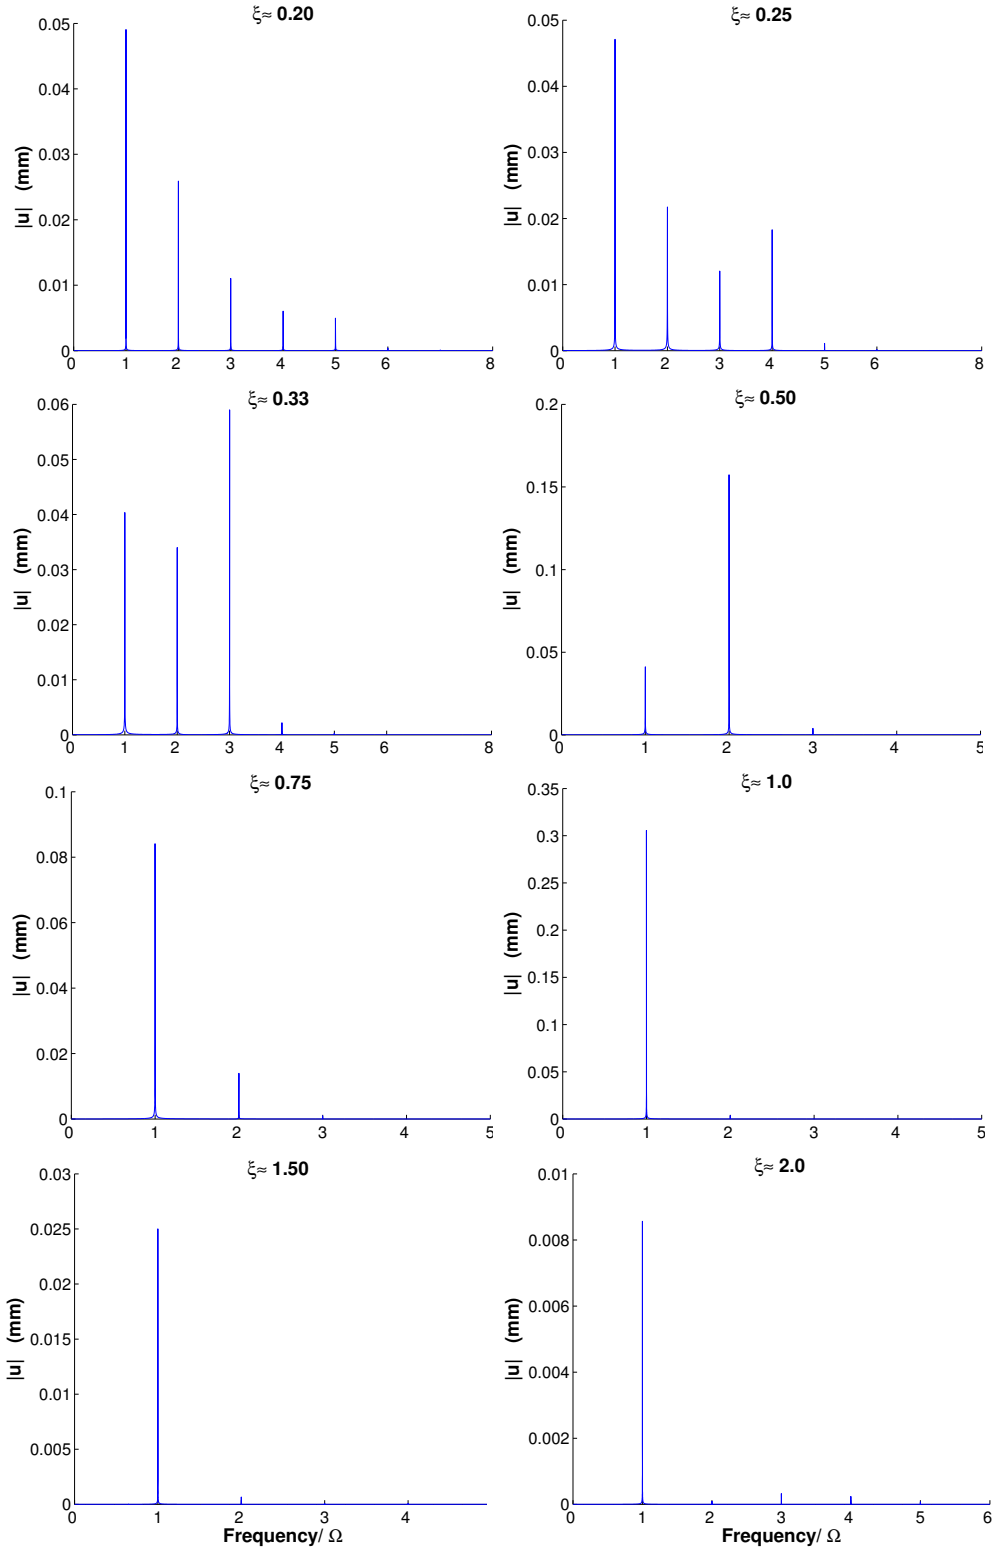 ξ≈ 0.20
0.05
0.04
0.03
0.02
0.01
0
|u| (mm)
0 1 2 3 4 5 6 8
ξ≈ 0.25
0.05
0.04
0.03
0.02
0.01
0
|u| (mm)
0 1 2 3 4 5 6 8
ξ≈ 0.33
0.06
0.05
0.04
0.03
0.02
0.01
0
|u| (mm)
0 1 2 3 4 5 6 8
ξ≈ 0.50
0.2
0.15
0.1
0.05
0
|u| (mm)
0 1 2 3 4 5
ξ≈ 0.75
0.1
0.08
0.06
0.04
0.02
0
|u| (mm)
0 1 2 3 4 5
ξ≈ 1.0
0.35
0.3
0.25
0.2
0.15
0.1
0.05
0
|u| (mm)
0 1 2 3 4 5
ξ≈ 1.50
0.03
0.025
0.02
0.015
0.01
0.005
0
|u| (mm)
0 1 2 3 4
Frequency/ Ω
ξ≈ 2.0
0.01
0.008
0.006
0.004
0.002
0
|u| (mm)
0 1 2 3 4 5 6
Frequency/ Ω